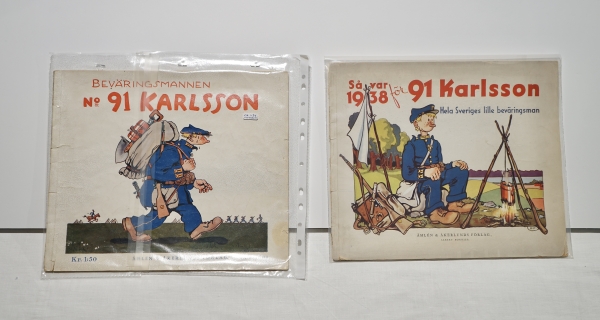 BEVÄRINGSMANNEN
No 91 KARLSSON
KR. 1:50
Så var 1938 för 91 Karlsson
Hela Sveriges lille beväringsman
ÅHLÉN & ÅKERLUNDS FÖRLAG